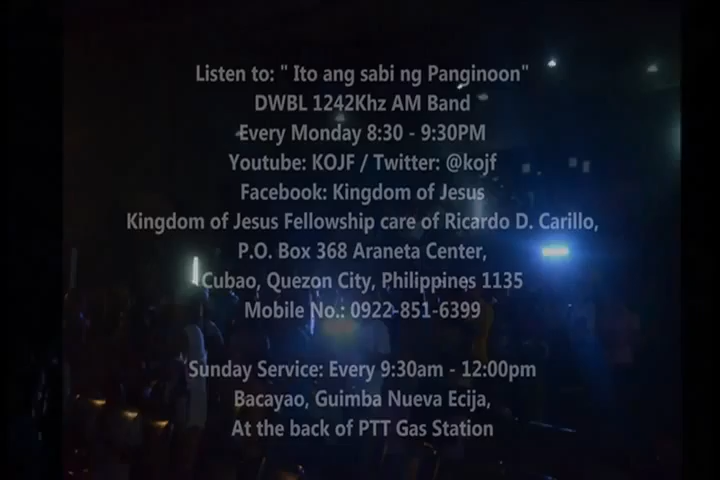 Listen to: " Ito ang sabi ng Panginoon"
DWBL 1242Khz AM Band
Every Monday 8:30 - 9:30PM
Youtube: KOJF / Twitter: @kojf
Facebook: Kingdom of Jesus
Kingdom of Jesus Fellowship care of Ricardo D. Carillo,
P.O. Box 368 Araneta Center,
Cubao, Quezon City, Philippines 1135
Mobile No.: 0922-851-6399
Sunday Service: Every 9:30am - 12:00pm
Bacayao, Guimba Nueva Ecija,
At the back of PTT Gas Station